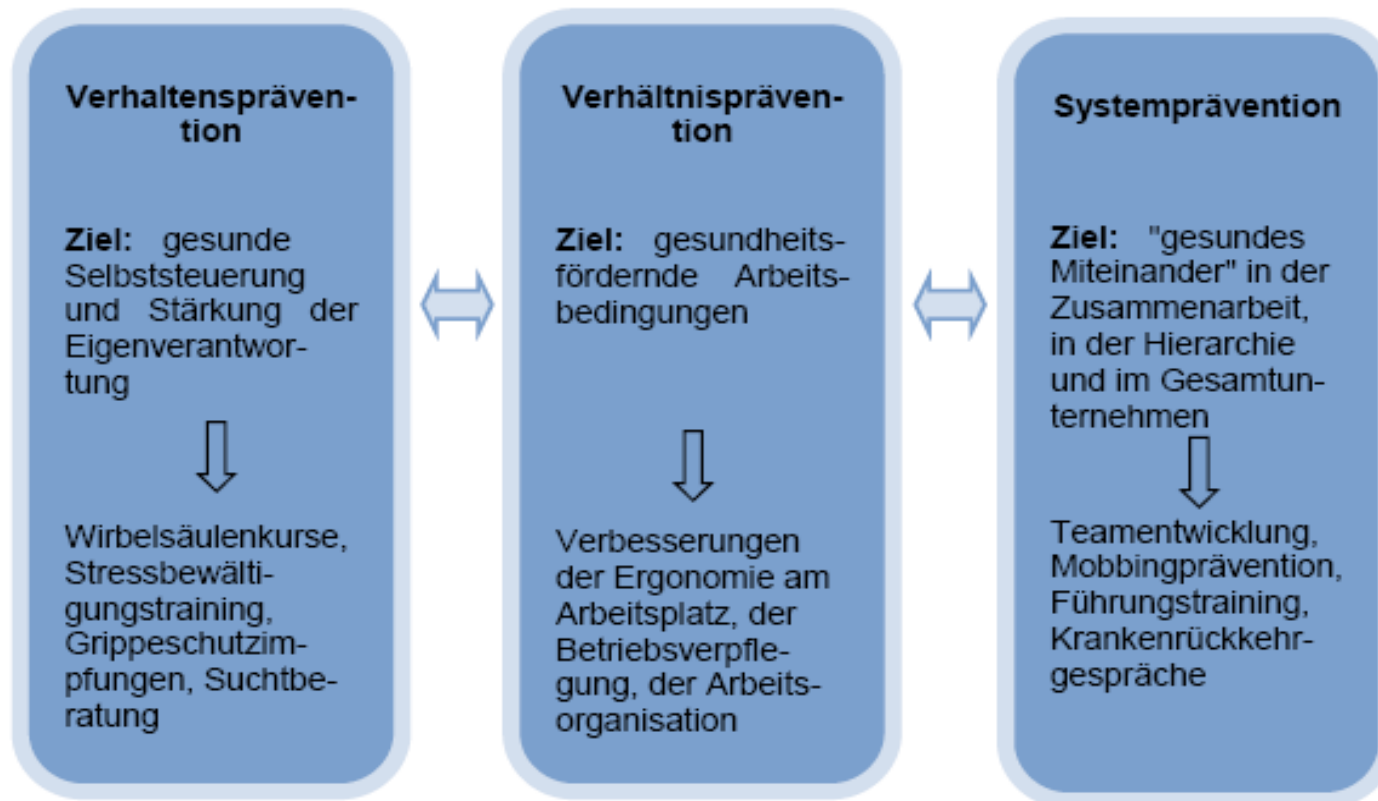 Verhaltenspräven-
tion
Ziel: gesunde
Selbststeuerung
und Stärkung der
Eigenverantwor-
tung
Wirbelsäulenkurse,
Stressbewälti-
gungstraining,
Grippeschutzim-
pfungen, Suchtbe-
ratung
Verhältnispräven-
tion
Ziel: gesundheits-
fördernde Arbeits-
bedingungen
Verbesserungen
der Ergonomie am
Arbeitsplatz, der
Betriebsverpfle-
gung, der Arbeits-
organisation
Systemprävention
Ziel: "gesundes
Miteinander" in der
Zusammenarbeit,
in der Hierarchie
und im Gesamtun-
ternehmen
Teamentwicklung,
Mobbingprävention,
Führungstraining,
Krankenrückkehr-
gespräche